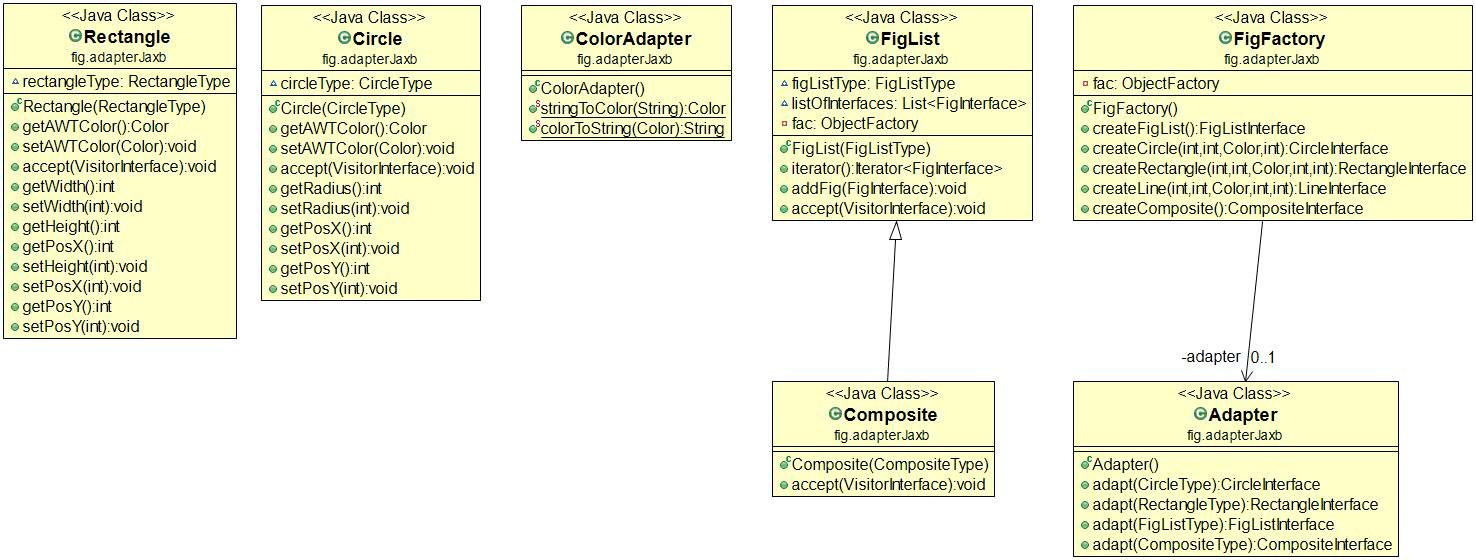 <<Java Class>>
Rectangle
fig.adapterJaxb
rectangleType: RectangleType
Rectangle(RectangleType)
getAWTColor():Color
setAWTColor(Color):void
accept(VisitorInterface):void
getWidth():int
setWidth(int):void
getHeight():int
getPosX():int
setHeight(int):void
setPosX(int):void
getPosY():int
setPosY(int):void
<<Java Class>>
Circle
fig.adapterJaxb
circleType: CircleType
Circle(CircleType)
getAWTColor():Color
setAWTColor(Color):void
accept(VisitorInterface):void
getRadius():int
setRadius(int):void
getPosX():int
setPosX(int):void
getPosY():int
setPosY(int):void
<<Java Class>>
ColorAdapter
fig.adapterJaxb
ColorAdapter()
stringToColor(String):Color
colorToString(Color):String
<<Java Class>>
FigList
fig.adapterJaxb
figListType: FigListType
listOfInterfaces: List<FigInterface>
fac: ObjectFactory
FigList(FigListType)
iterator():Iterator<FigInterface>
addFig(FigInterface):void
accept(VisitorInterface):void
<<Java Class>>
FigFactory
fig.adapterJaxb
fac: ObjectFactory
FigFactory()
createFigList():FigListInterface
createCircle(int,int,Color,int):CircleInterface
createRectangle(int,int,Color,int,int):RectangleInterface
createLine(int,int,Color,int,int):LineInterface
createComposite():CompositeInterface
-adapter 0..1
<<Java Class>>
Composite
fig.adapterJaxb
Composite(CompositeType)
accept(VisitorInterface):void
<<Java Class>>
Adapter
fig.adapterJaxb
Adapter()
adapt(CircleType):CircleInterface
adapt(RectangleType):RectangleInterface
adapt(FigListType):FigListInterface
adapt(CompositeType):CompositeInterface